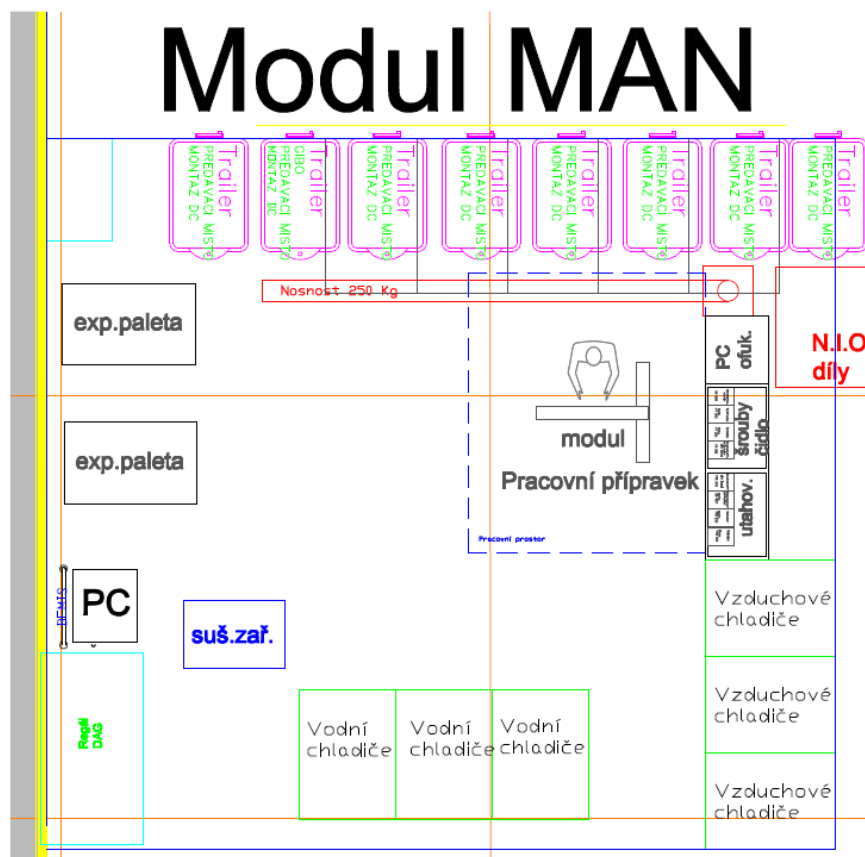 Modul MAN
Trailer
PREDAVACI MISTO
MONTAZ DC
Trailer
GIBO
PREDAVACI MISTO
MONTAZ DC
Trailer
PREDAVACI MISTO
MONTAZ DC
Trailer
PREDAVACI MISTO
MONTAZ DC
Trailer
PREDAVACI MISTO
MONTAZ DC
Trailer
PREDAVACI MISTO
MONTAZ DC
Trailer
PREDAVACI MISTO
MONTAZ DC
Trailer
PREDAVACI MISTO
MONTAZ DC
Nosnost 250 Kg
exp.paleta
PC
ofuk.
N.I.O
díly
exp.paleta
modul
šrouby
čidlo
Pracovní přípravek
utahov.
Pracovní prostor
DEMIS
PC
suš.zař.
Vzduchové
chladiče
Regál
DAG
Vodní
chladiče
Vodní
chladiče
Vodní
chladiče
Vzduchové
chladiče
Vzduchové
chladiče